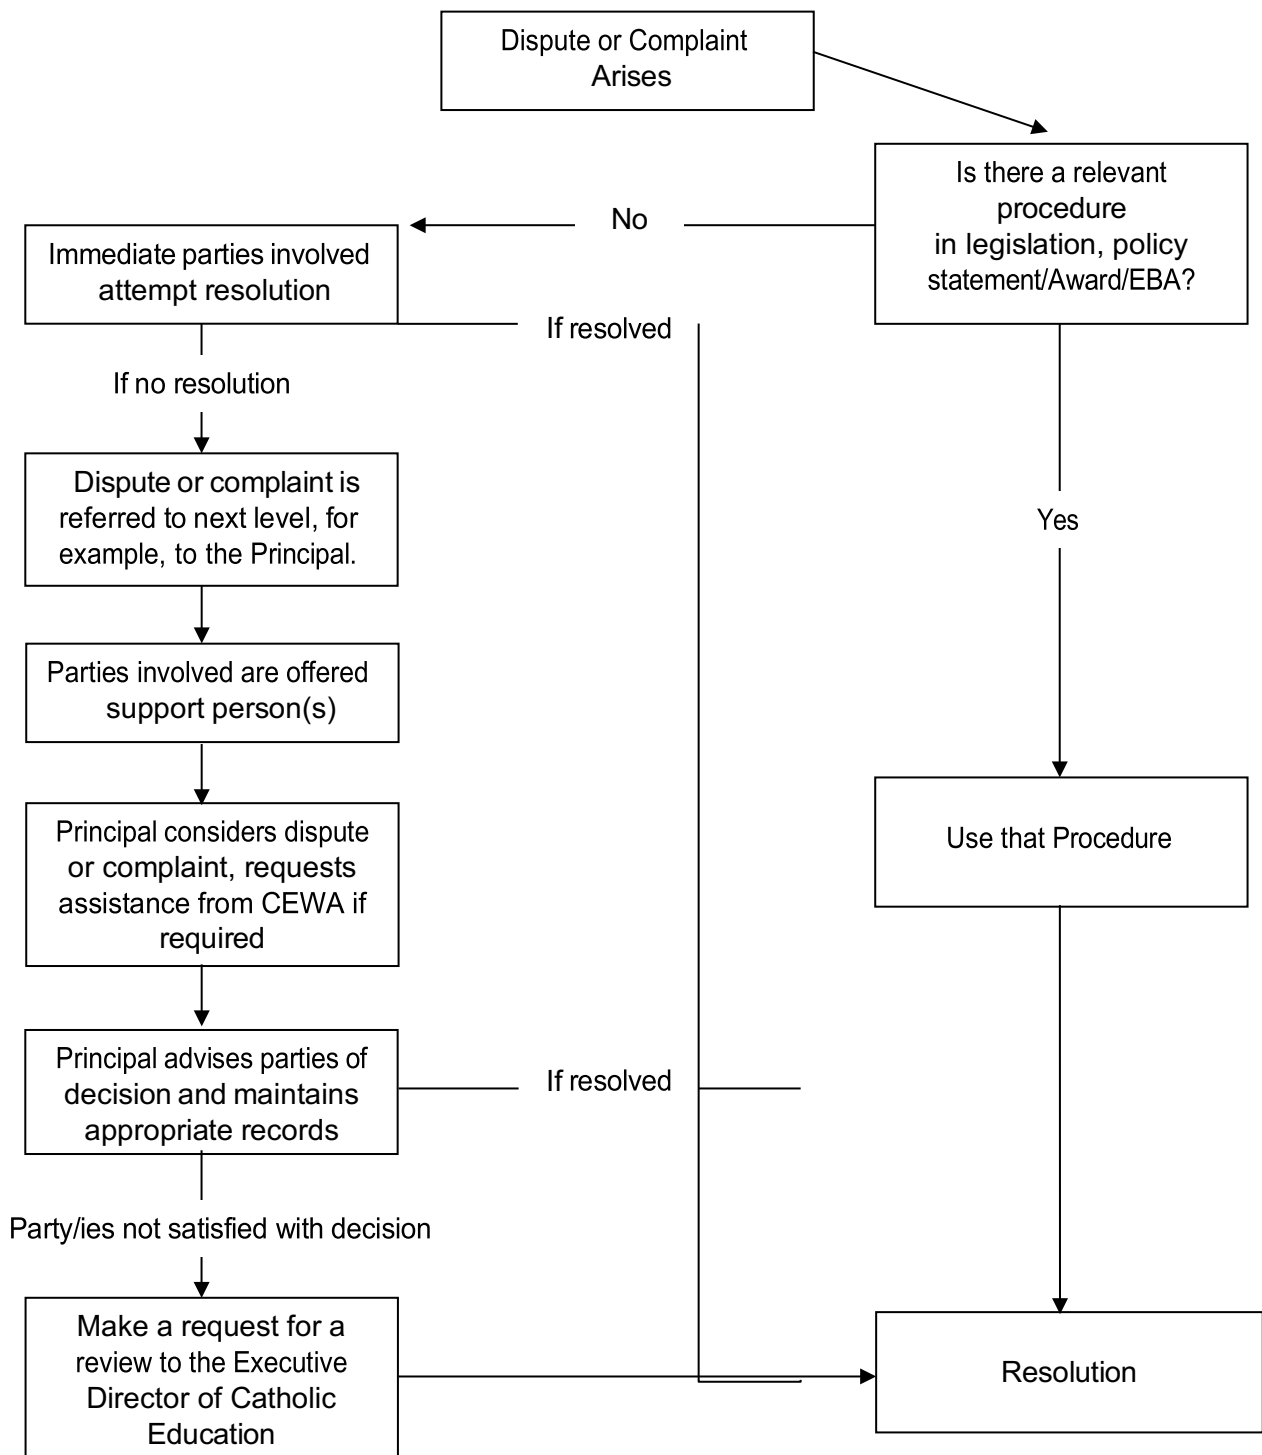 Dispute or Complaint
Arises
Is there a relevant
procedure
in legislation, policy
statement/Award/EBA?
No
Immediate parties involved
attempt resolution
If resolved
If no resolution
Dispute or complaint is
referred to next level, for
example, to the Principal.
Yes
Parties involved are offered
support person(s)
Principal considers dispute
or complaint, requests
assistance from CEWA if
required
Use that Procedure
Principal advises parties of
decision and maintains
appropriate records
If resolved
Party/ies not satisfied with decision
Make a request for a
review to the Executive
Director of Catholic
Education
Resolution